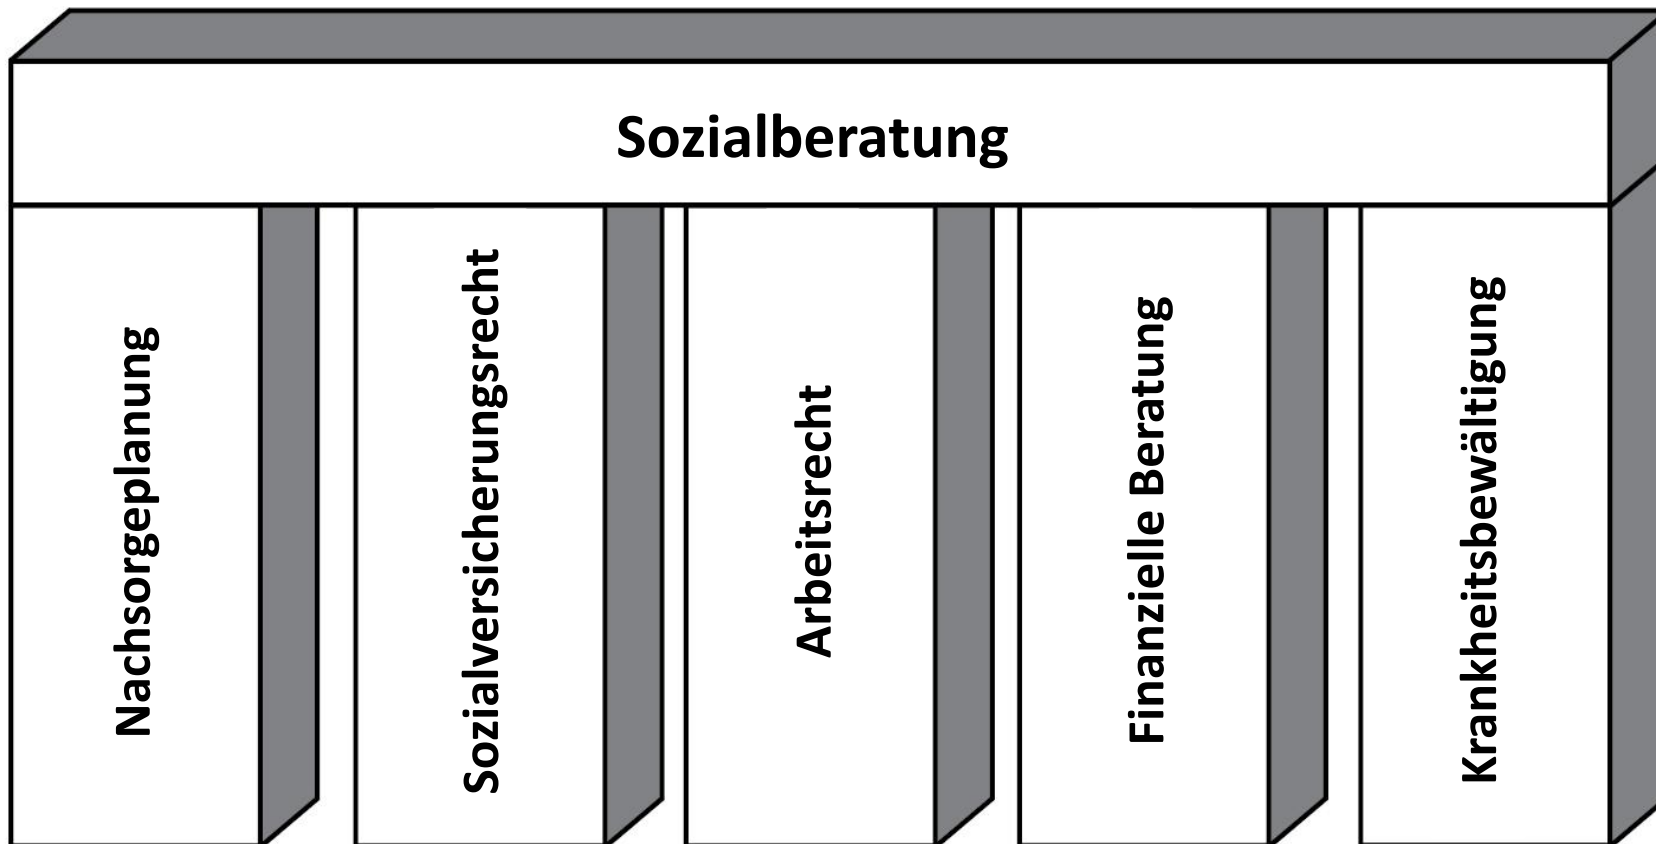 Sozialberatung
Nachsorgeplanung
Sozialversicherungsrecht
Arbeitsrecht
Finanzielle Beratung
Krankheitsbewältigung